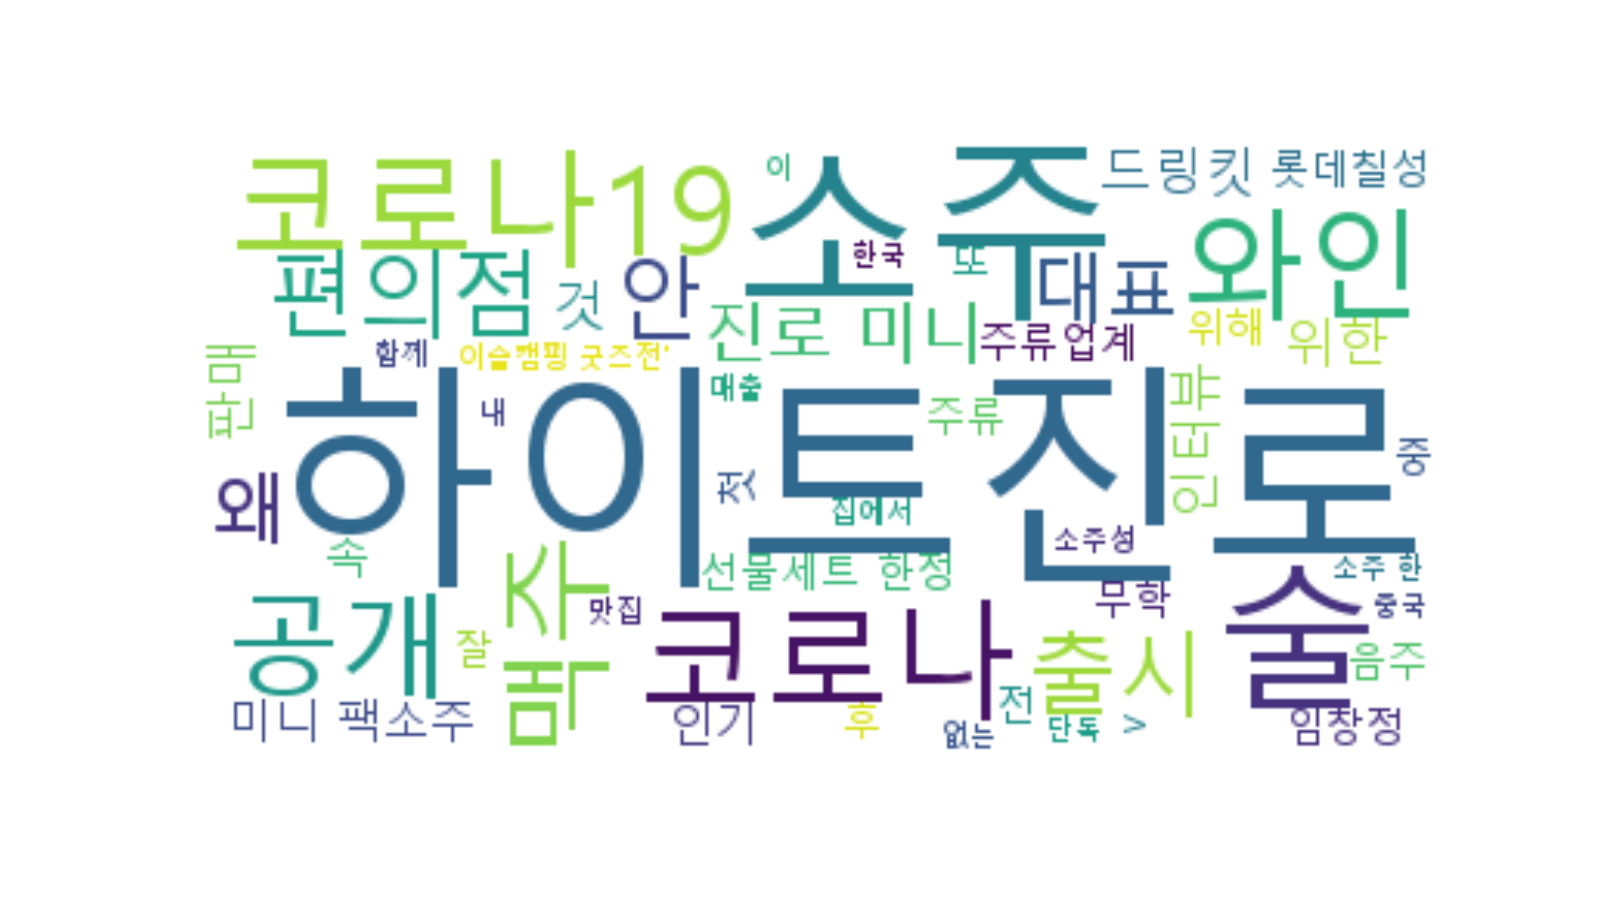 코로나19
소주
이
드링킷
롯데칠성
편의점
것
안
한국
또
대표
와인
진로 미니
주류업계
위해
위한
판매
함께
이슬캠핑 굿즈전'
매출
내
하이트진로
주류
인터뷰
중
왜
첫
집에서
소주성
속
선물세트 한정
소주 한
맥주
맛집
무학
중국
공개
잘
코로나
출시
술
음주
미니 팩소주
인기
후
없는
전
단독 >
임창정